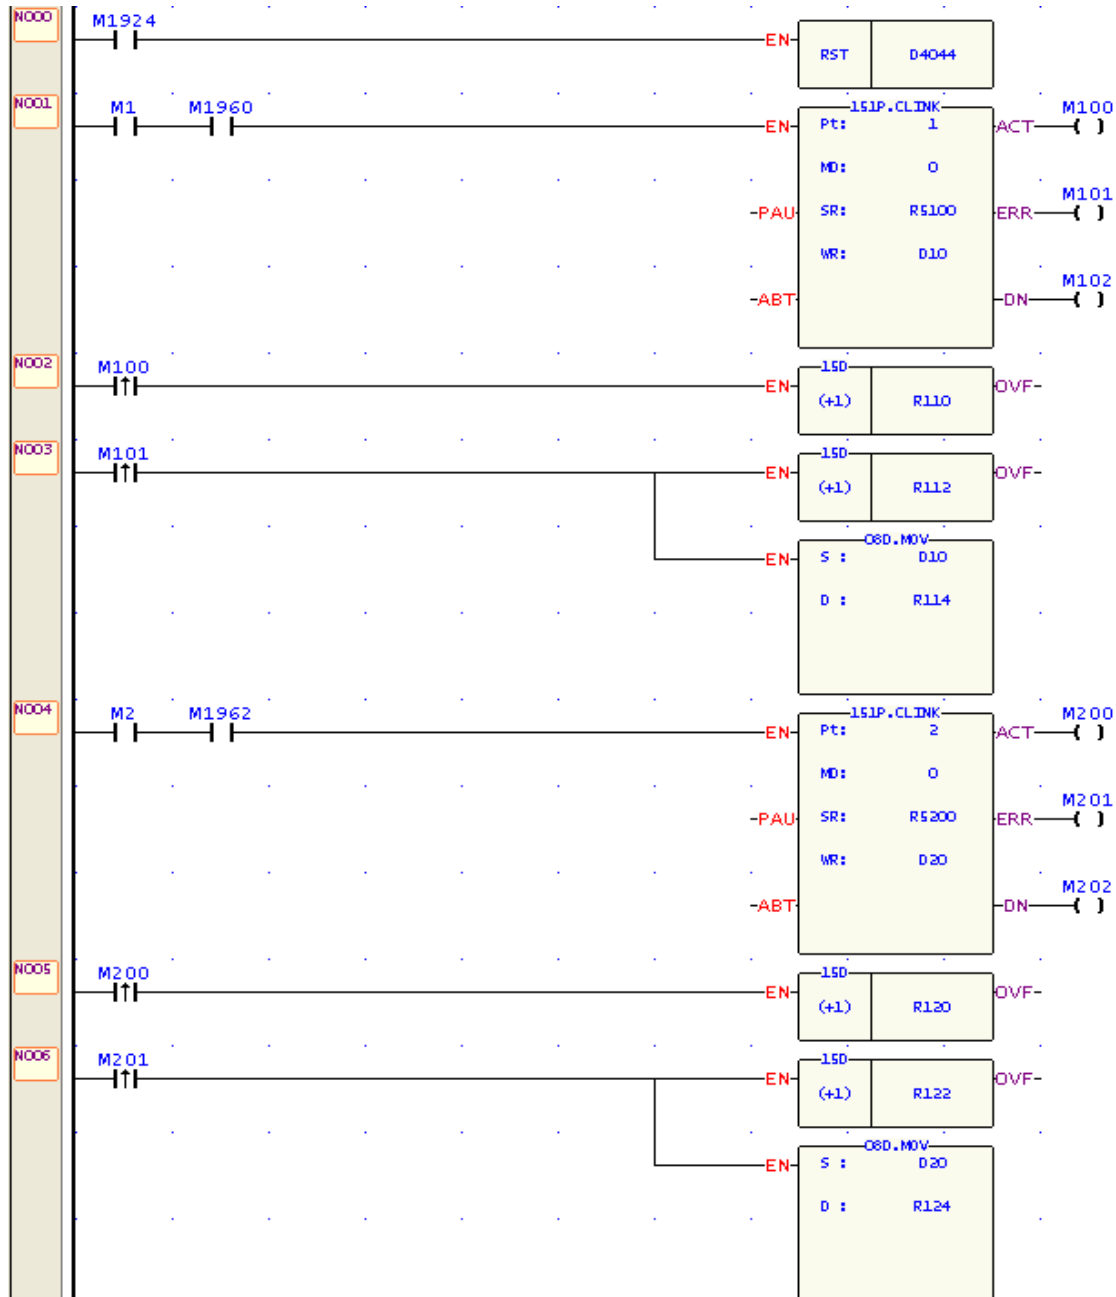 N000
M1924
EN RST D4044
N001
M1 M1960
151P.CLINK
M100
EN Pt: 1 ACT
MD: 0
M101
PAU SR: R5100 ERR
WR: D10
M102
ABT DN
N002
M100
15D
EN (+1) R110 OVF
N003
M101
15D
EN (+1) R112 OVF
08D.MOV
EN S : D10
D : R114
N004
M2 M1962
151P.CLINK
M200
EN Pt: 2 ACT
MD: 0
M201
PAU SR: R5200 ERR
WR: D20
M202
ABT DN
N005
M200
15D
EN (+1) R120 OVF
N006
M201
15D
EN (+1) R122 OVF
08D.MOV
EN S : D20
D : R124